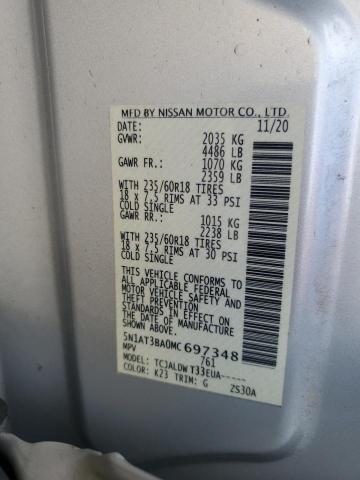 MFD BY NISSAN MOTOR CO., LTD.
DATE: 11/20
GVWR: 2035 KG
4486 LB
GAWR FR.: 1070 KG
2359 LB
WITH 235/60R18 TIRES
18 x 7.5 RIMS AT 33 PSI
COLD SINGLE
GAWR RR.: 1015 KG
2238 LB
WITH 235/60R18 TIRES
18 x 7.5 RIMS AT 30 PSI
COLD SINGLE
THIS VEHICLE CONFORMS TO
ALL APPLICABLE FEDERAL
MOTOR VEHICLE SAFETY, BUMPER,
AND THEFT PREVENTION
STANDARDS IN EFFECT ON THE
DATE OF MANUFACTURE SHOWN
ABOVE.
5N1AT3BA0MC697348
MPV 761
MODEL: TCJALDWT33EUA-----
COLOR: K23 TRIM: G 2S30A